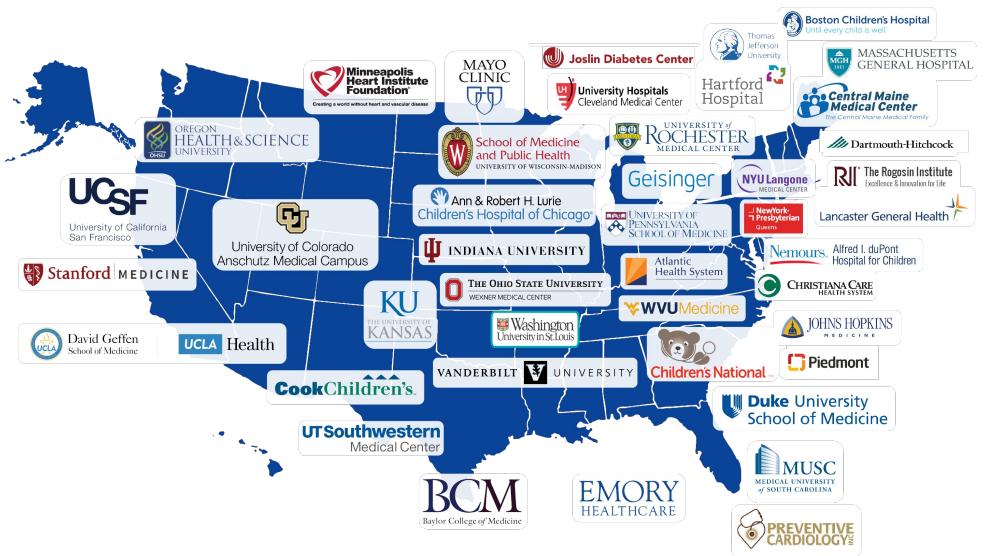 Boston Children's Hospital
Until every child is well
Thomas
Jefferson
University
Joslin Diabetes Center
MASSACHUSETTS
GENERAL HOSPITAL
MGH
1811
MAYO
CLINIC
Minneapolis
Heart Institute
Foundation®
Creating a world without heart and vascular disease
University Hospitals
Cleveland Medical Center
Hartford
Hospital
Central Maine
Medical Center
The Central Maine Medical Family
OREGON
HEALTH&SCIENCE
UNIVERSITY
OHSU
W
School of Medicine
and Public Health
UNIVERSITY OF WISCONSIN-MADISON
UNIVERSITY of
ROCHESTER
MEDICAL CENTER
Dartmouth-Hitchcock
Geisinger
NYU Langone
MEDICAL CENTER
RI
The Rogosin Institute
Excellence & Innovation for Life
UCSF
University of California
San Francisco
Ann & Robert H. Lurie
Children's Hospital of Chicago®
UNIVERSITY OF
PENNSYLVANIA
SCHOOL OF MEDICINE
NewYork-
Presbyterian
Queens
Lancaster General Health
CU
University of Colorado
Anschutz Medical Campus
INDIANA UNIVERSITY
Nemours.
Alfred I. duPont
Hospital for Children
Atlantic
Health System
Stanford
MEDICINE
THE OHIO STATE UNIVERSITY
WEXNER MEDICAL CENTER
CHRISTIANA CARE
HEALTH SYSTEM
KU
THE UNIVERSITY OF
KANSAS
WVUMedicine
Washington
University in St. Louis
JOHNS HOPKINS
MEDICINE
UCLA
David Geffen
School of Medicine
UCLA Health
Children's National™
Piedmont
VANDERBILT V UNIVERSITY
CookChildren's.
Duke University
School of Medicine
UTSouthwestern
Medical Center
MUSC
MEDICAL UNIVERSITY
of SOUTH CAROLINA
BCM
Baylor College of Medicine
EMORY
HEALTHCARE
PREVENTIVE
CARDIOLOGY
INC